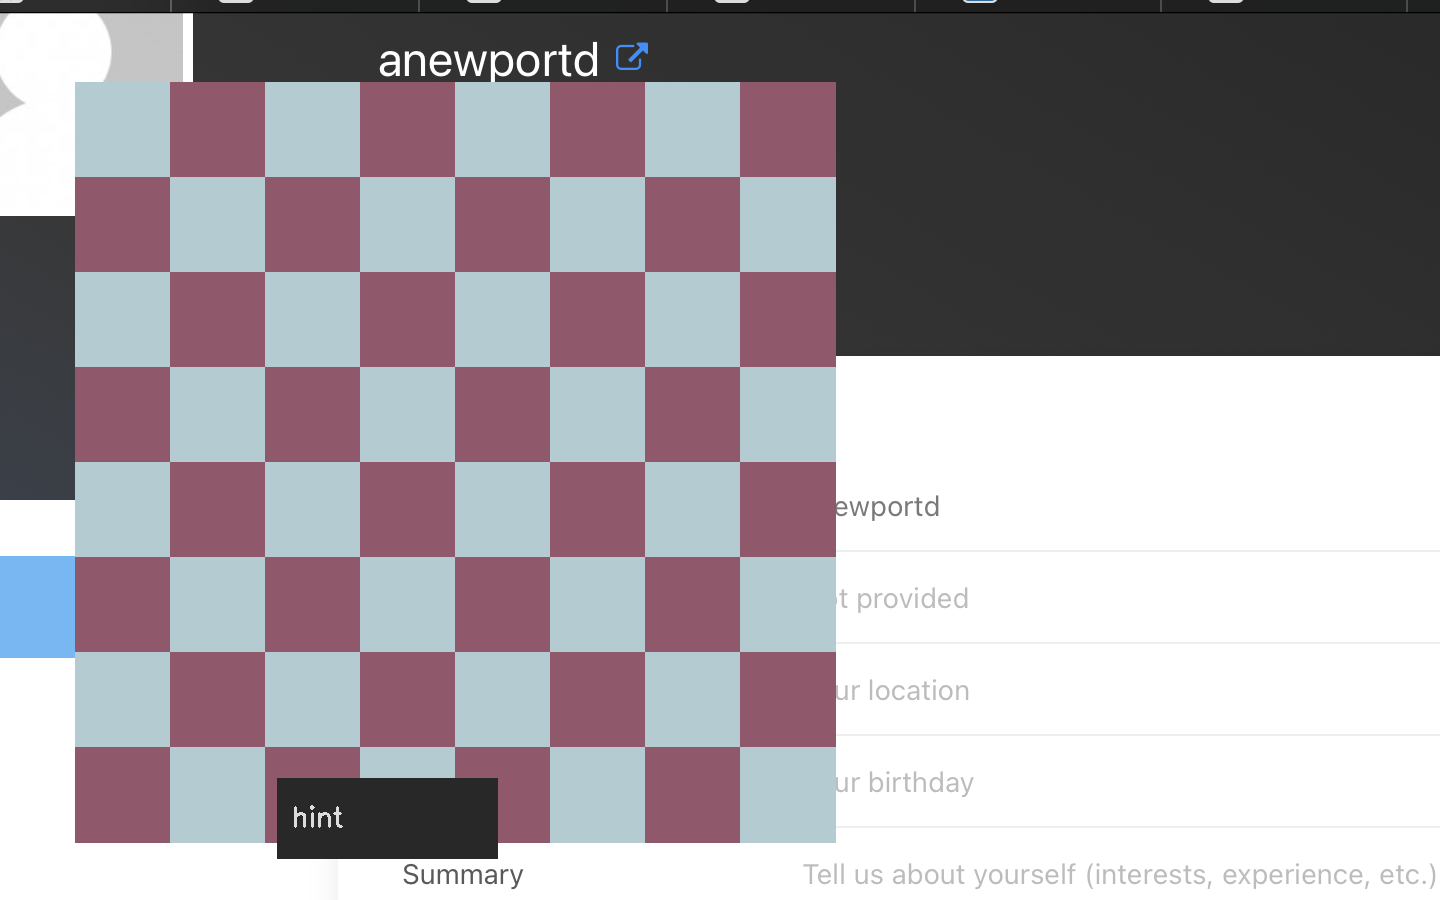 anewportd
ewportd
t provided
ur location
ur birthday
hint
Summary
Tell us about yourself (interests, experience, etc.)